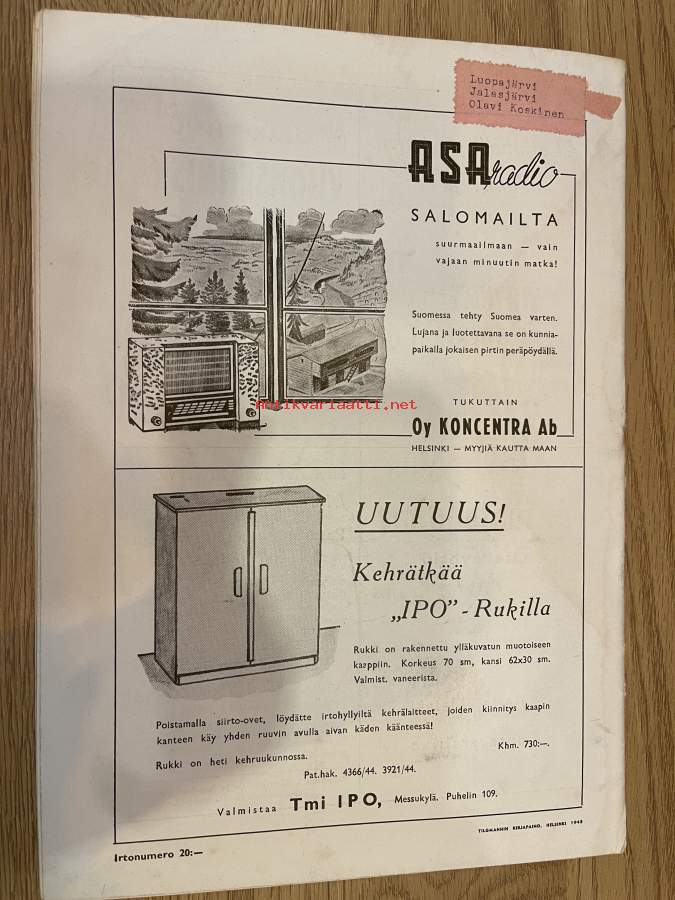 Luopajärvi
Jalasjärvi
Olavi Koskinen
ASA radio
SALOMAILTA
suurmaailmaan — vain
vajaan minuutin matka!
Suomessa tehty Suomea varten.
Lujana ja luotettavana se on kunnia-
paikalla jokaisen pirtin peräpöydällä.
Antikvariaatti.net
TUKUTTAIN
Oy KONCENTRA Ab
HELSINKI — MYYJIÄ KAUTTA MAAN
UUTUUS!
Kehrätkää
„IPO" - Rukilla
Rukki on rakennettu ylläkuvatun muotoiseen
kaappiin. Korkeus 70 sm, kansi 62x30 sm.
Valmist. vaneerista.
Poistamalla siirto-ovet, löydätte irtohyllyiltä kehrälaitteet, joiden kiinnitys kaapin
kanteen käy yhden ruuvin avulla aivan käden käänteessä!
Rukki on heti kehruukunnossa.
Khm. 730:—.
Pat.hak. 4366/44. 3921/44.
Valmistaa Tmi IPO, Messukylä. Puhelin 109.
Irtonumero 20:—
TILGMANNIN KIRJAPAINO, HELSINKI 1945